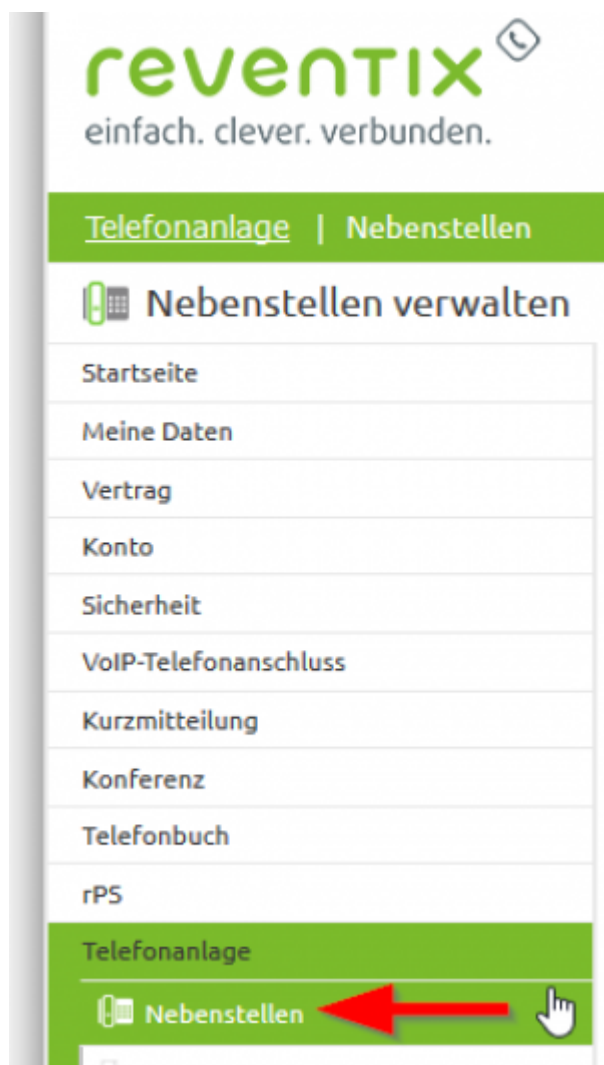 reventix
einfach. clever. verbunden.
Telefonanlage | Nebenstellen
Nebenstellen verwalten
Startseite
Meine Daten
Vertrag
Konto
Sicherheit
VoIP-Telefonanschluss
Kurzmitteilung
Konferenz
Telefonbuch
rPS
Telefonanlage
Nebenstellen